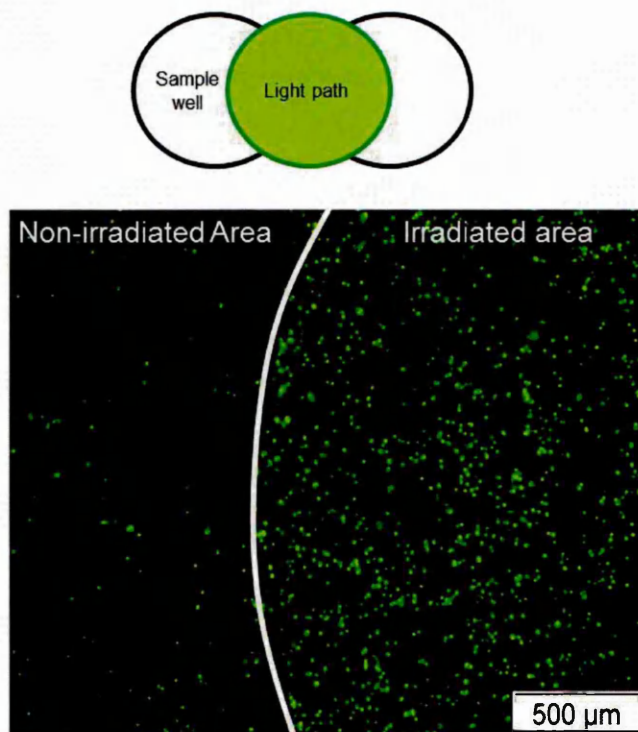 Sample
well
Light path
Non-irradiated Area
Irradiated area
500 μm